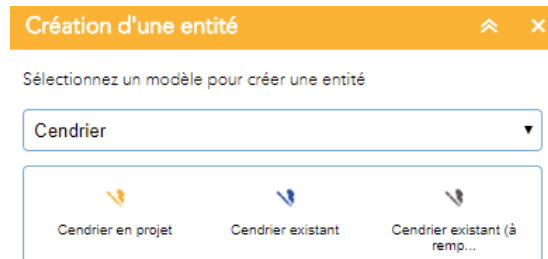 Création d'une entité
Sélectionnez un modèle pour créer une entité
Cendrier
Cendrier en projet
Cendrier existant
Cendrier existant (à
remp...